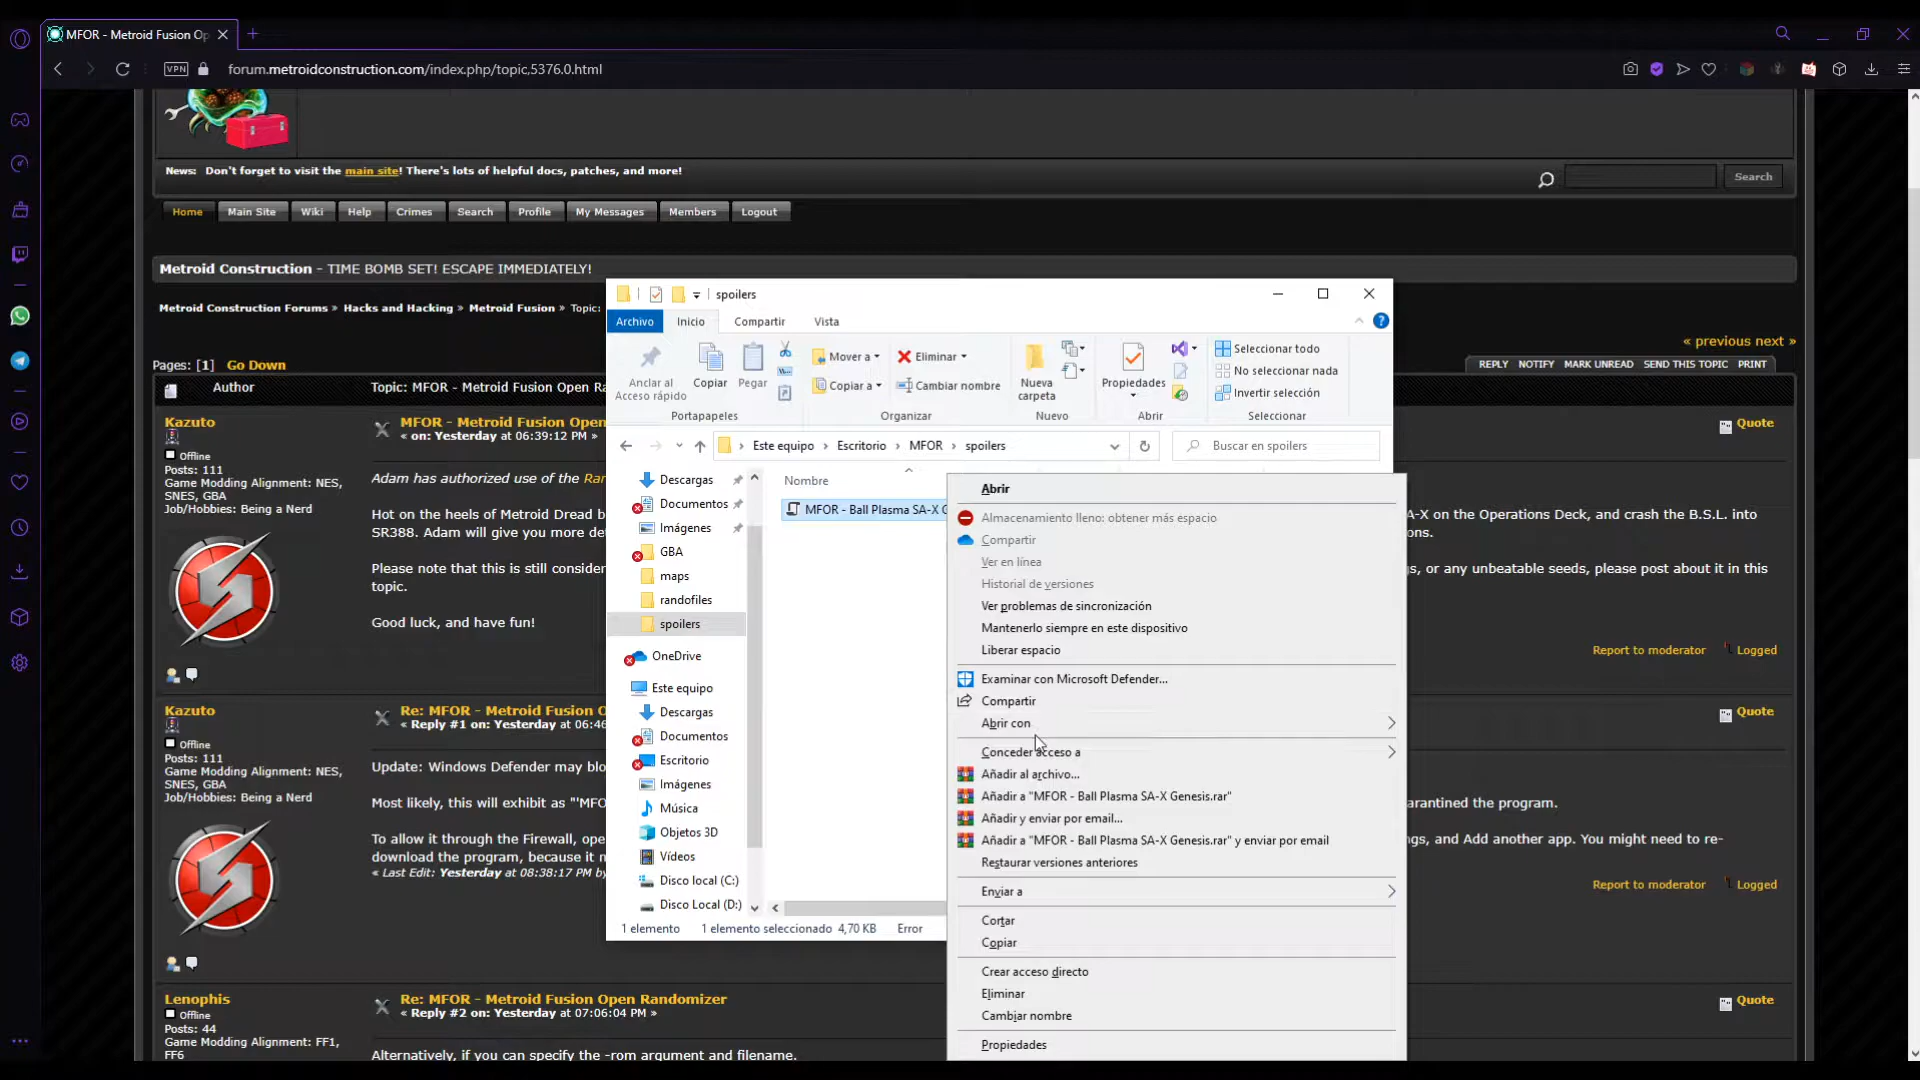 MFOR - Metroid Fusion Op
VPN
forum.metroidconstruction.com/index.php/topic,5376.0.html
News: Don't forget to visit the main site! There's lots of helpful docs, patches, and more!
Search
Home Main Site Wiki Help Crimes Search Profile My Messages Members Logout
Metroid Construction - TIME BOMB SET! ESCAPE IMMEDIATELY!
Metroid Construction Forums » Hacks and Hacking » Metroid Fusion » Topic:
« previous next »
Pages: [1] Go Down
REPLY NOTIFY MARK UNREAD SEND THIS TOPIC PRINT
Author
Topic: MFOR - Metroid Fusion Open Ra
Kazuto
Offline
Posts: 111
Game Modding Alignment: NES,
SNES, GBA
Job/Hobbies: Being a Nerd
MFOR - Metroid Fusion Open
« on: Yesterday at 06:39:12 PM »
Quote
Adam has authorized use of the Ran
Hot on the heels of Metroid Dread b
A-X on the Operations Deck, and crash the B.S.L. into
SR388. Adam will give you more det
ons.
Please note that this is still consider
gs, or any unbeatable seeds, please post about it in this
topic.
Good luck, and have fun!
Report to moderator Logged
Kazuto
Offline
Posts: 111
Game Modding Alignment: NES,
SNES, GBA
Job/Hobbies: Being a Nerd
Re: MFOR - Metroid Fusion O
« Reply #1 on: Yesterday at 06:46
Quote
Update: Windows Defender may blo
Most likely, this will exhibit as "'MFO
arantined the program.
To allow it through the Firewall, ope
ngs, and Add another app. You might need to re-
download the program, because it m
« Last Edit: Yesterday at 08:38:17 PM by
Report to moderator Logged
Lenophis
Offline
Posts: 44
Game Modding Alignment: FF1,
FF6
Re: MFOR - Metroid Fusion Open Randomizer
« Reply #2 on: Yesterday at 07:06:04 PM »
Quote
Alternatively, if you can specify the -rom argument and filename.
spoilers
Archivo Inicio Compartir Vista
Anclar al
Acceso rápido
Copiar
Pegar
Portapapeles
Mover a
Copiar a
Eliminar
Cambiar nombre
Organizar
Nueva
carpeta
Nuevo
Propiedades
Abrir
Seleccionar todo
No seleccionar nada
Invertir selección
Seleccionar
Este equipo › Escritorio › MFOR › spoilers
Buscar en spoilers
Descargas
Documentos
Imágenes
GBA
maps
randofiles
spoilers
OneDrive
Este equipo
Descargas
Documentos
Escritorio
Imágenes
Música
Objetos 3D
Vídeos
Disco local (C:)
Disco Local (D:)
Nombre
MFOR - Ball Plasma SA-X G
1 elemento 1 elemento seleccionado 4,70 KB Error
Abrir
Almacenamiento lleno: obtener más espacio
Compartir
Ver en línea
Historial de versiones
Ver problemas de sincronización
Mantenerlo siempre en este dispositivo
Liberar espacio
Examinar con Microsoft Defender...
Compartir
Abrir con
Conceder acceso a
Añadir al archivo...
Añadir a "MFOR - Ball Plasma SA-X Genesis.rar"
Añadir y enviar por email...
Añadir a "MFOR - Ball Plasma SA-X Genesis.rar" y enviar por email
Restaurar versiones anteriores
Enviar a
Cortar
Copiar
Crear acceso directo
Eliminar
Cambiar nombre
Propiedades